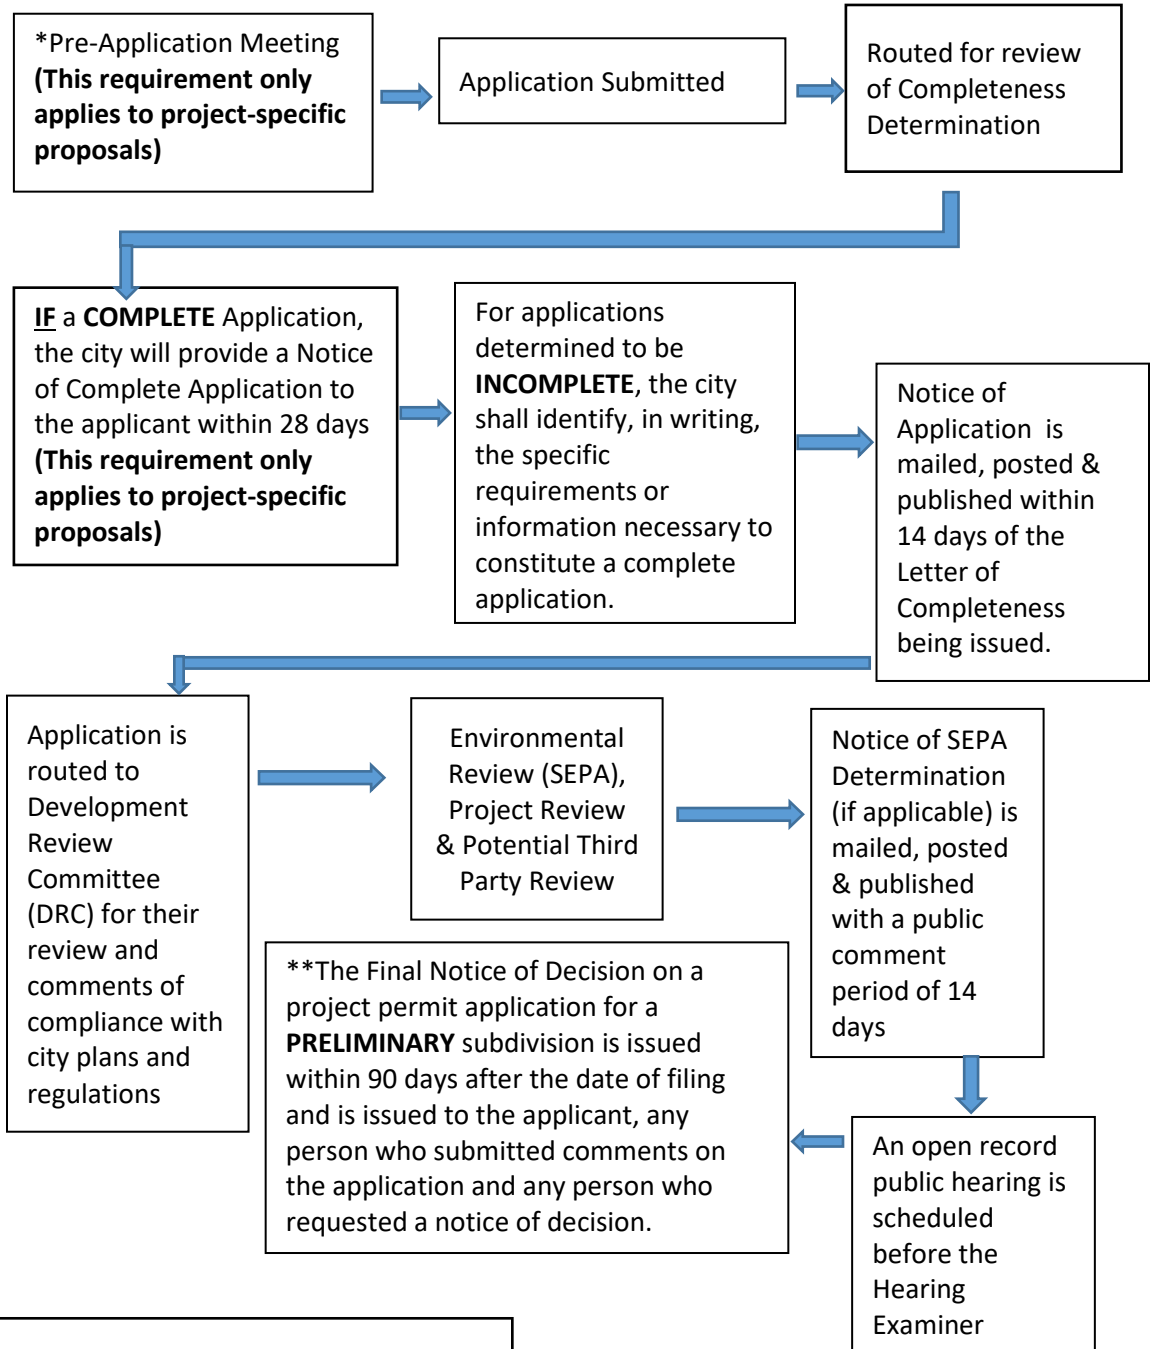 *Pre-Application Meeting
(This requirement only
applies to project-specific
proposals)
Application Submitted
Routed for review
of Completeness
Determination
IF a COMPLETE Application,
the city will provide a Notice
of Complete Application to
the applicant within 28 days
(This requirement only
applies to project-specific
proposals)
For applications
determined to be
INCOMPLETE, the city
shall identify, in writing,
the specific
requirements or
information necessary to
constitute a complete
application.
Notice of
Application is
mailed, posted &
published within
14 days of the
Letter of
Completeness
being issued.
Application is
routed to
Development
Review
Committee
(DRC) for their
review and
comments of
compliance with
city plans and
regulations
Environmental
Review (SEPA),
Project Review
& Potential Third
Party Review
Notice of SEPA
Determination
(if applicable) is
mailed, posted
& published
with a public
comment
period of 14
days
An open record
public hearing is
scheduled
before the
Hearing
Examiner
**The Final Notice of Decision on a
project permit application for a
PRELIMINARY subdivision is issued
within 90 days after the date of filing
and is issued to the applicant, any
person who submitted comments on
the application and any person who
requested a notice of decision.